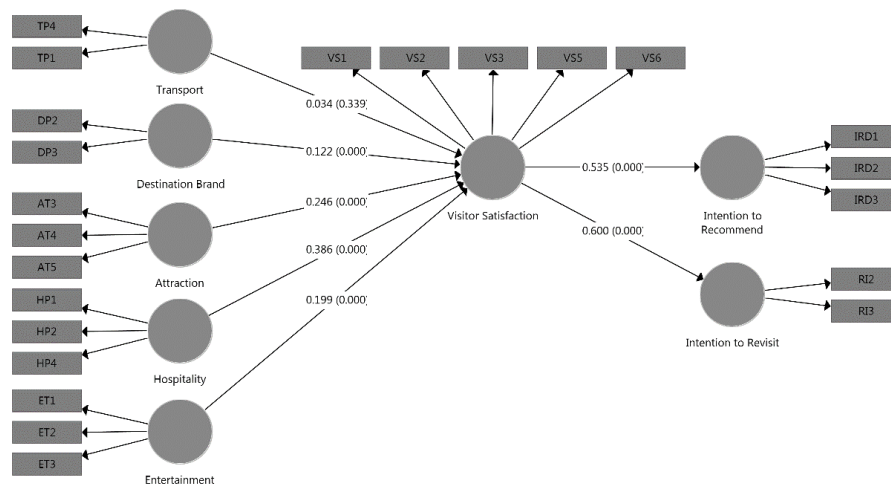 TP4
TP1
Transport
DP2
DP3
Destination Brand
AT3
AT4
AT5
Attraction
HP1
HP2
HP4
Hospitality
ET1
ET2
ET3
Entertainment
0.034 (0.339)
0.122 (0.000)
0.246 (0.000)
0.386 (0.000)
0.199 (0.000)
VS1
VS2
VS3
VS5
VS6
Visitor Satisfaction
0.535 (0.000)
0.600 (0.000)
Intention to
Recommend
IRD1
IRD2
IRD3
Intention to Revisit
RI2
RI3